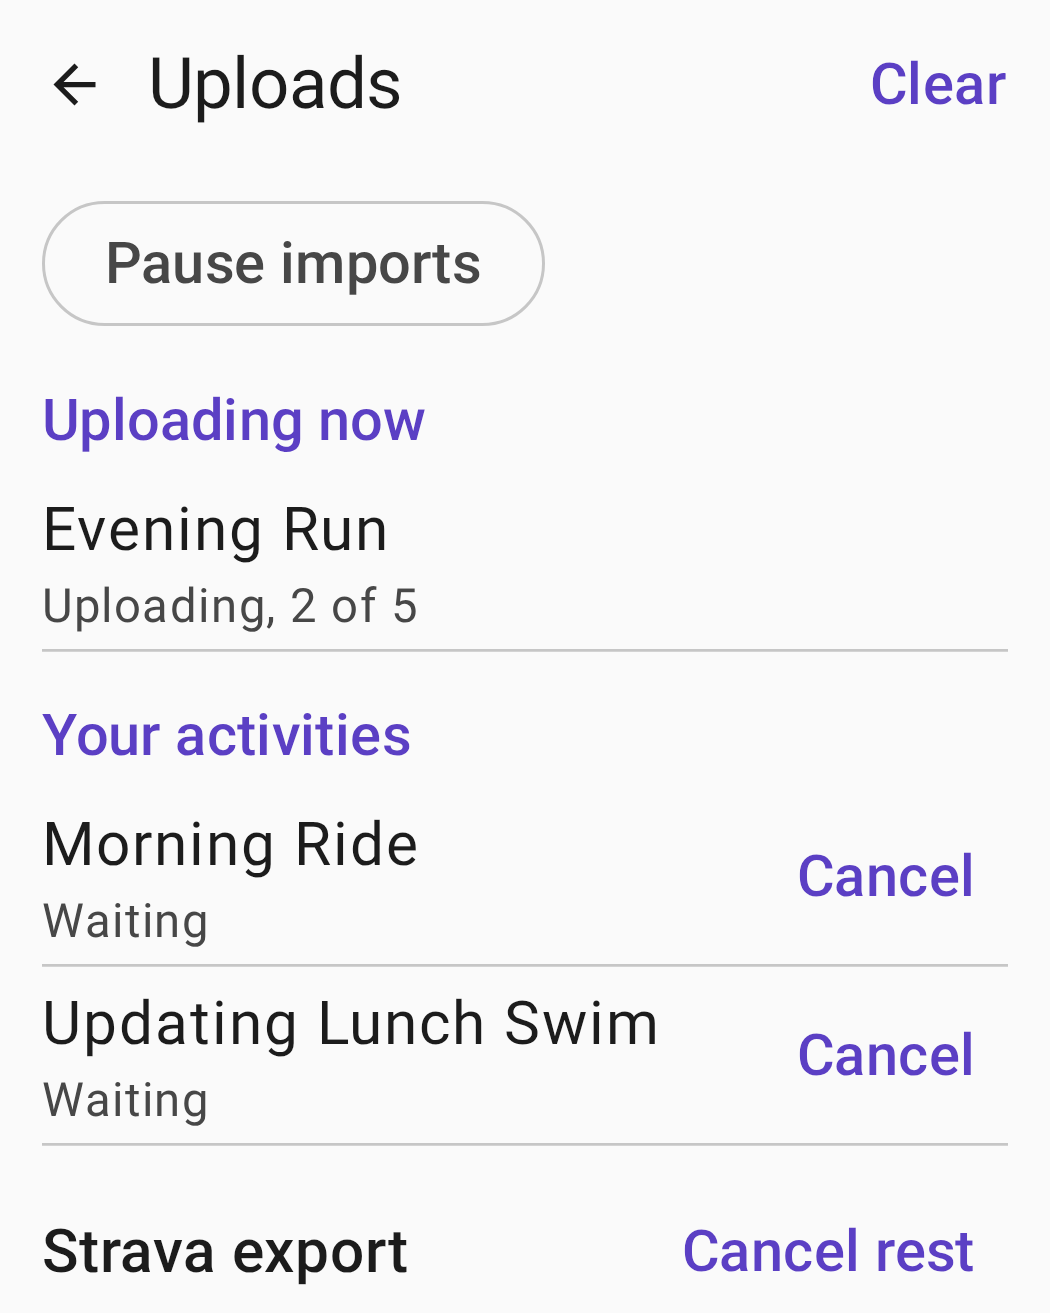 Uploads
Clear
Pause imports
Uploading now
Evening Run
Uploading, 2 of 5
Your activities
Morning Ride
Waiting
Cancel
Updating Lunch Swim
Waiting
Cancel
Strava export
Cancel rest